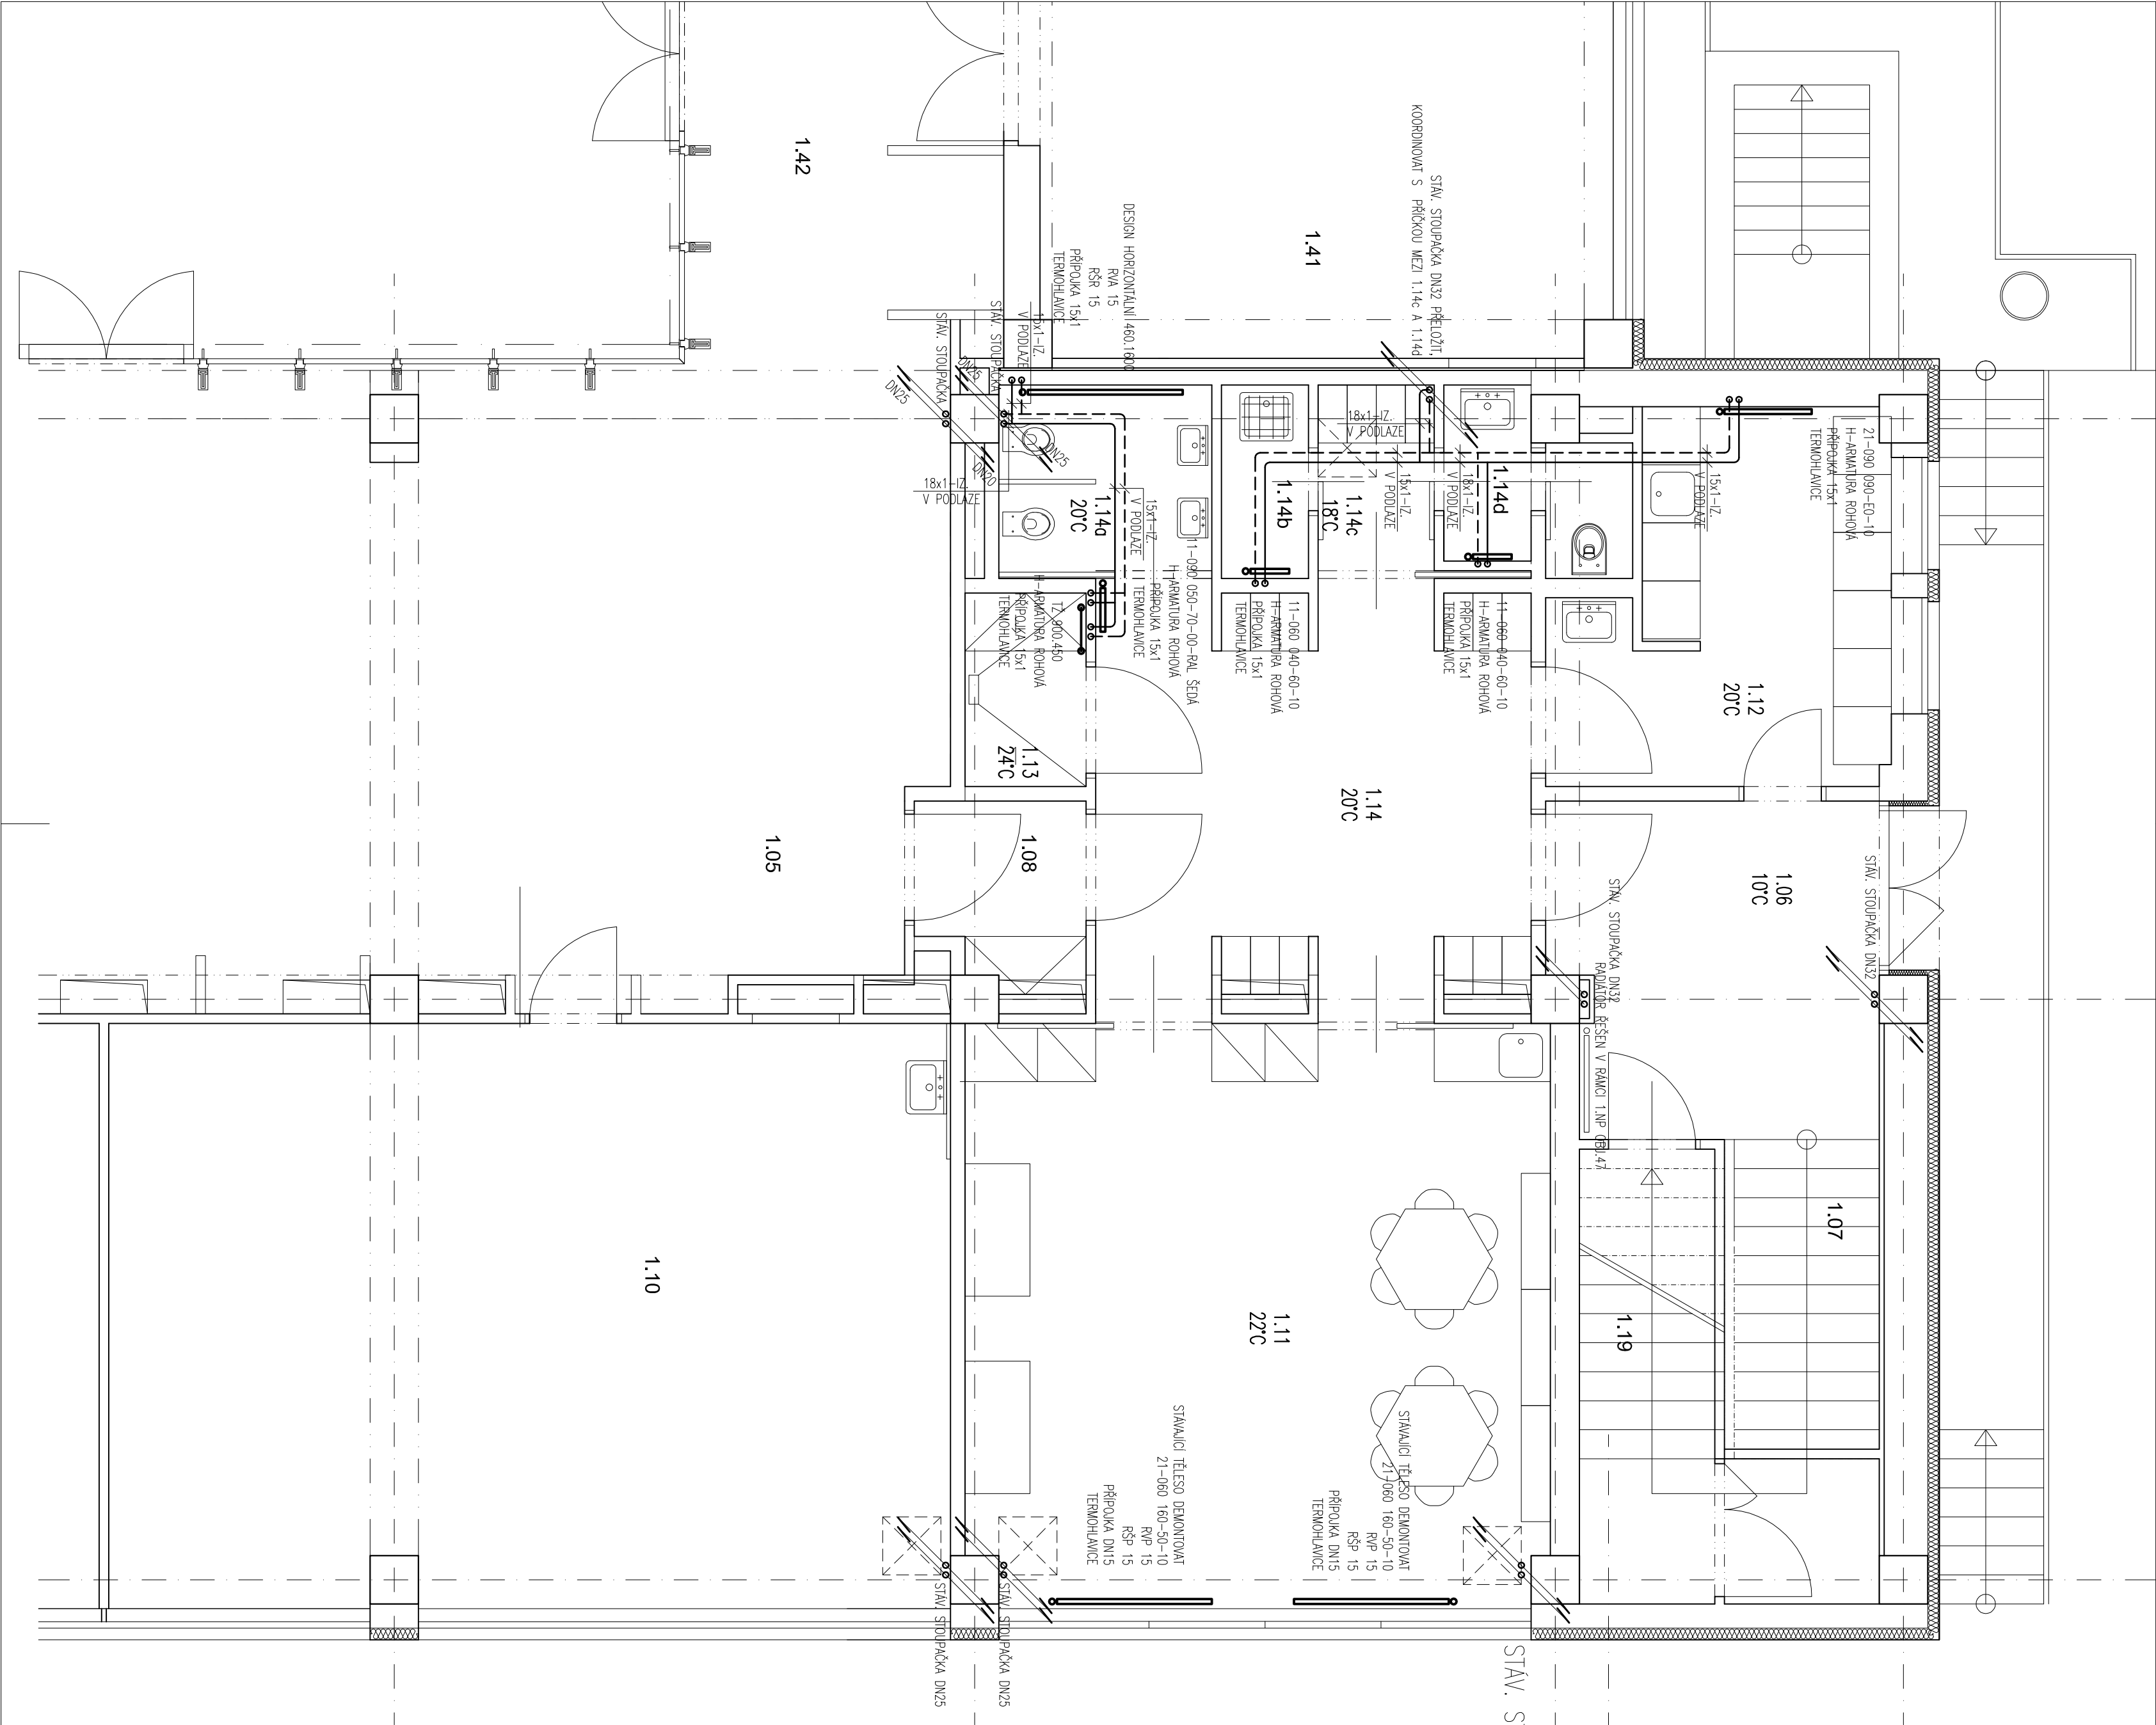 1.42
1.41
STÁV. STOUPAČKA DN32 PŘELOŽIT,
KOORDINOVAT S PŘÍČKOU MEZI 1.14c A 1.14d
DESIGN HORIZONTÁLNÍ 460.1600
RVA 15
RŠR 15
PŘÍPOJKA 15x1
TERMOHLAVICE
15x1-IZ.
V PODLAZE
STÁV. STOUPAČKA
STÁV. STOUPAČKA
DN25
DN25
DN25
DN20
18x1-IZ.
V PODLAZE
18x1-IZ.
V PODLAZE
15x1-IZ.
V PODLAZE
18x1-IZ.
V PODLAZE
15x1-IZ.
V PODLAZE
15x1-IZ.
V PODLAZE
21-090 090-E0-10
H-ARMATURA ROHOVÁ
PŘÍPOJKA 15x1
TERMOHLAVICE
1.14a
20°C
1.14b
1.14c
18°C
1.14d
11-090 050-70-00-RAL ŠEDÁ
H-ARMATURA ROHOVÁ
PŘÍPOJKA 15x1
TERMOHLAVICE
TZ 900.450
H-ARMATURA ROHOVÁ
PŘÍPOJKA 15x1
TERMOHLAVICE
11-060 040-60-10
H-ARMATURA ROHOVÁ
PŘÍPOJKA 15x1
TERMOHLAVICE
11-060 040-60-10
H-ARMATURA ROHOVÁ
PŘÍPOJKA 15x1
TERMOHLAVICE
1.12
20°C
1.13
24°C
1.14
20°C
1.05
1.08
1.06
10°C
STÁV. STOUPAČKA DN32
STÁV. STOUPAČKA DN32
RADIÁTOR ŘEŠEN V RÁMCI 1.NP OBJ.47
1.07
1.19
1.10
1.11
22°C
STÁVAJÍCÍ TĚLESO DEMONTOVAT
21-060 160-50-10
RVP 15
RŠP 15
PŘÍPOJKA DN15
TERMOHLAVICE
STÁVAJÍCÍ TĚLESO DEMONTOVAT
21-060 160-50-10
RVP 15
RŠP 15
PŘÍPOJKA DN15
TERMOHLAVICE
STÁV. STOUPAČKA DN25
STÁV. STOUPAČKA DN25
STÁV.